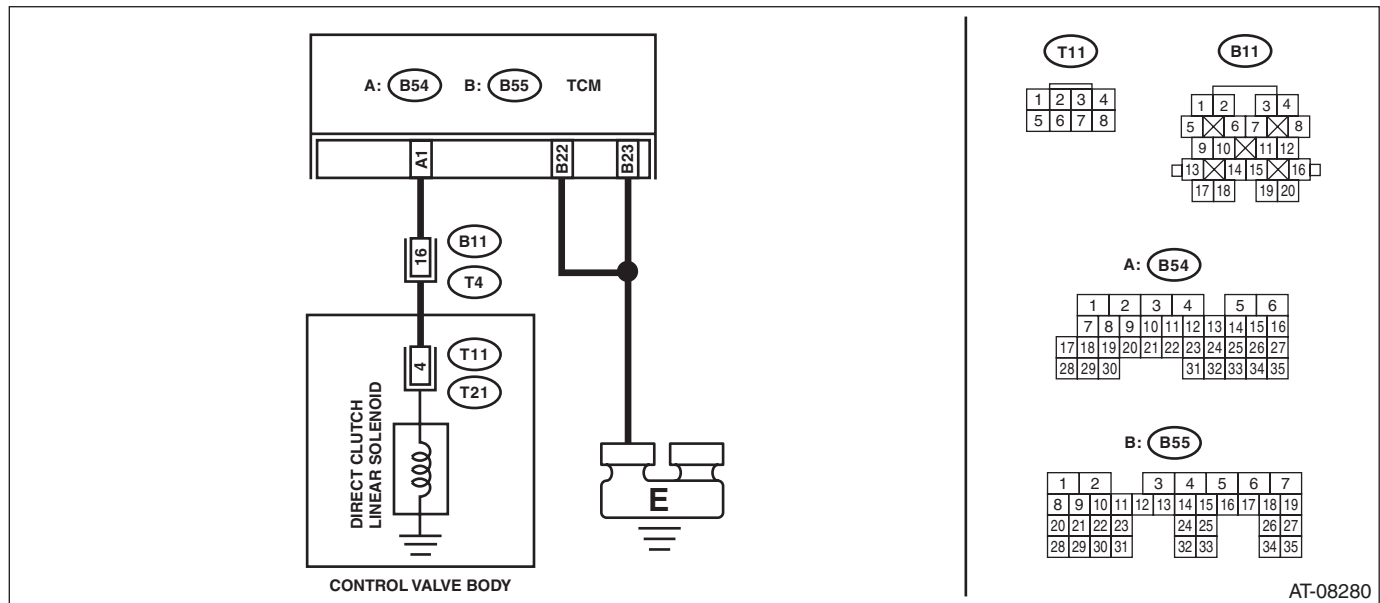 A: B54 B: B55 TCM
A1
B22
B23
16
B11
T4
4
T11
T21
DIRECT CLUTCH
LINEAR SOLENOID
E
CONTROL VALVE BODY
T11
1 2 3 4
5 6 7 8
B11
1 2 3 4
5 6 7 8
9 10 11 12
13 14 15 16
17 18 19 20
A: B54
1 2 3 4 5 6
7 8 9 10 11 12 13 14 15 16
17 18 19 20 21 22 23 24 25 26 27
28 29 30 31 32 33 34 35
B: B55
1 2 3 4 5 6 7
8 9 10 11 12 13 14 15 16 17 18 19
20 21 22 23 24 25 26 27
28 29 30 31 32 33 34 35
AT-08280